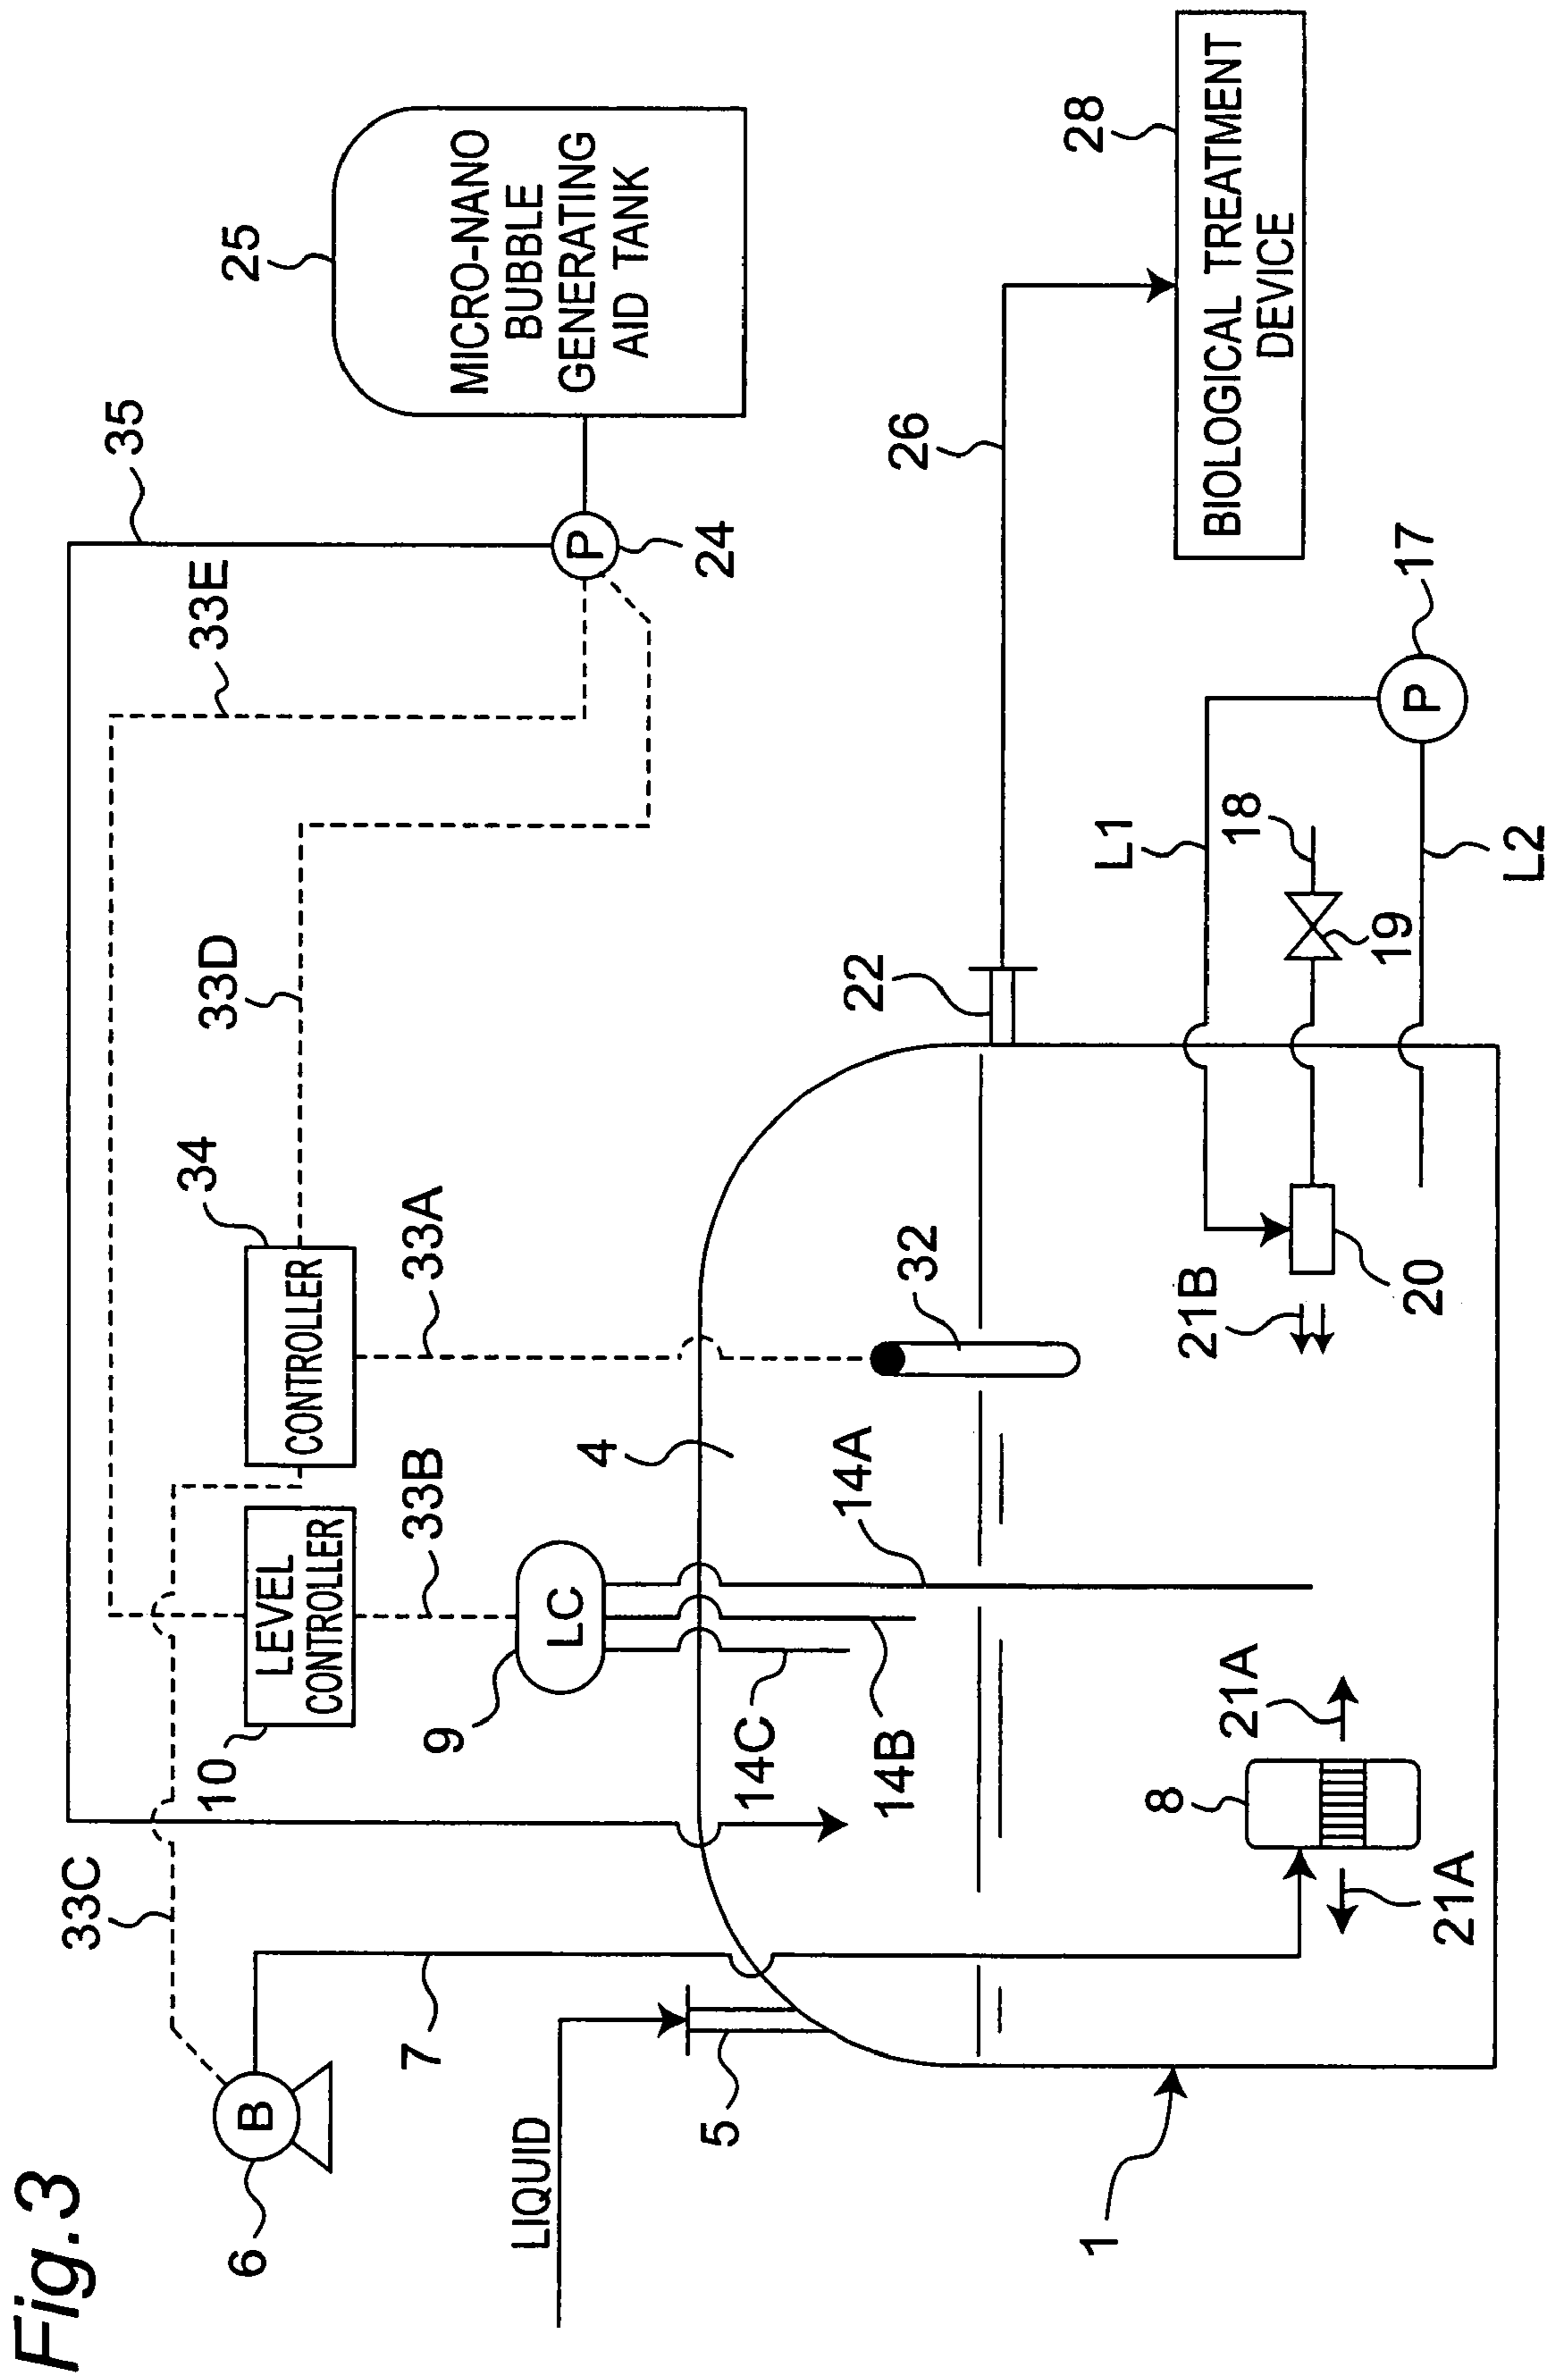 Fig.3
33C
10
34
33D
33E
35
25
MICRO-NANO
BUBBLE
GENERATING
AID TANK
LEVEL
CONTROLLER
CONTROLLER
B
6
7
33B
33A
P
24
LIQUID
5
9
LC
4
14C
14B
14A
32
22
26
28
BIOLOGICAL TREATMENT
DEVICE
1
8
21A
21A
21B
20
L1
18
19
L2
P
17